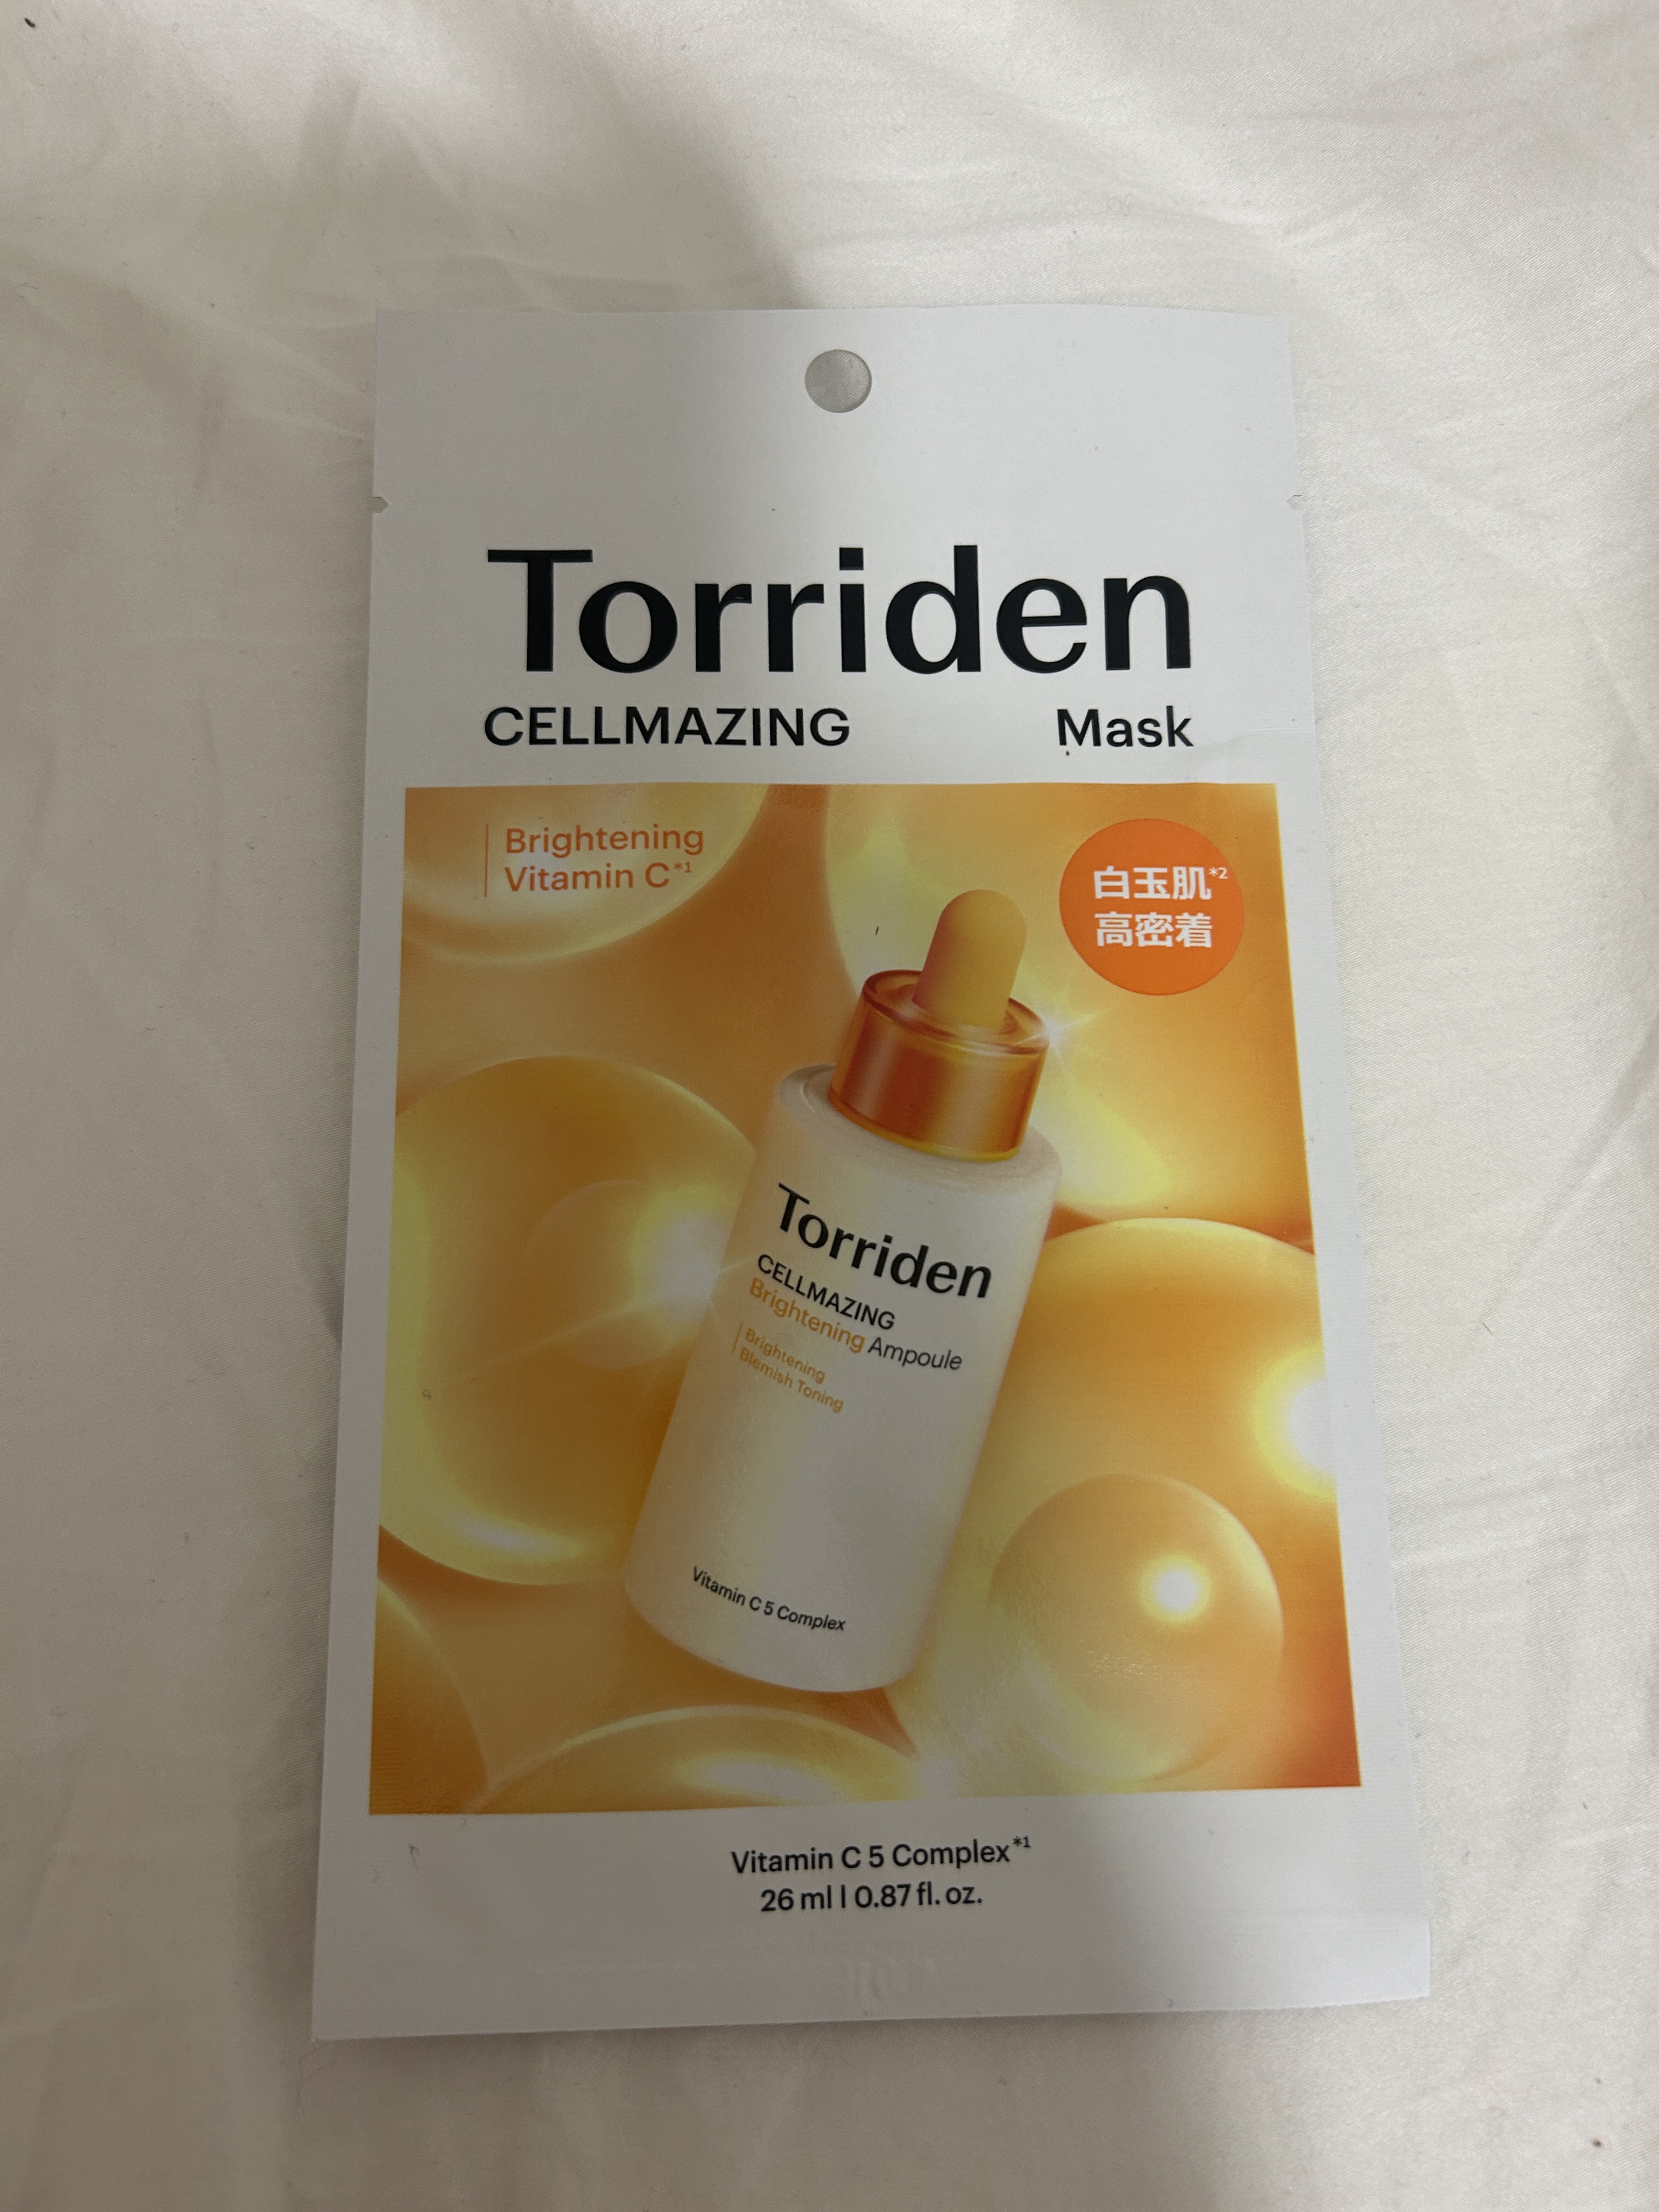 Torriden
CELLMAZING Mask
Brightening
Vitamin C*1
白玉肌*2
高密着
Torriden
CELLMAZING
Brightening Ampoule
Brightening
Blemish Toning
Vitamin C 5 Complex
Vitamin C 5 Complex*1
26 ml l 0.87 fl. oz.